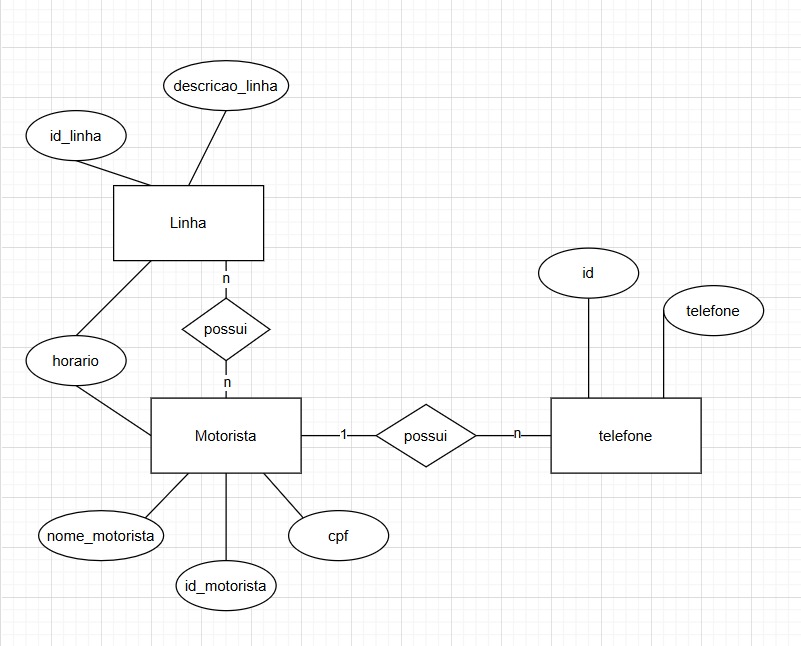 descricao_linha
id_linha
Linha
n
possui
n
horario
id
telefone
Motorista
1
possui
n
telefone
nome_motorista
cpf
id_motorista